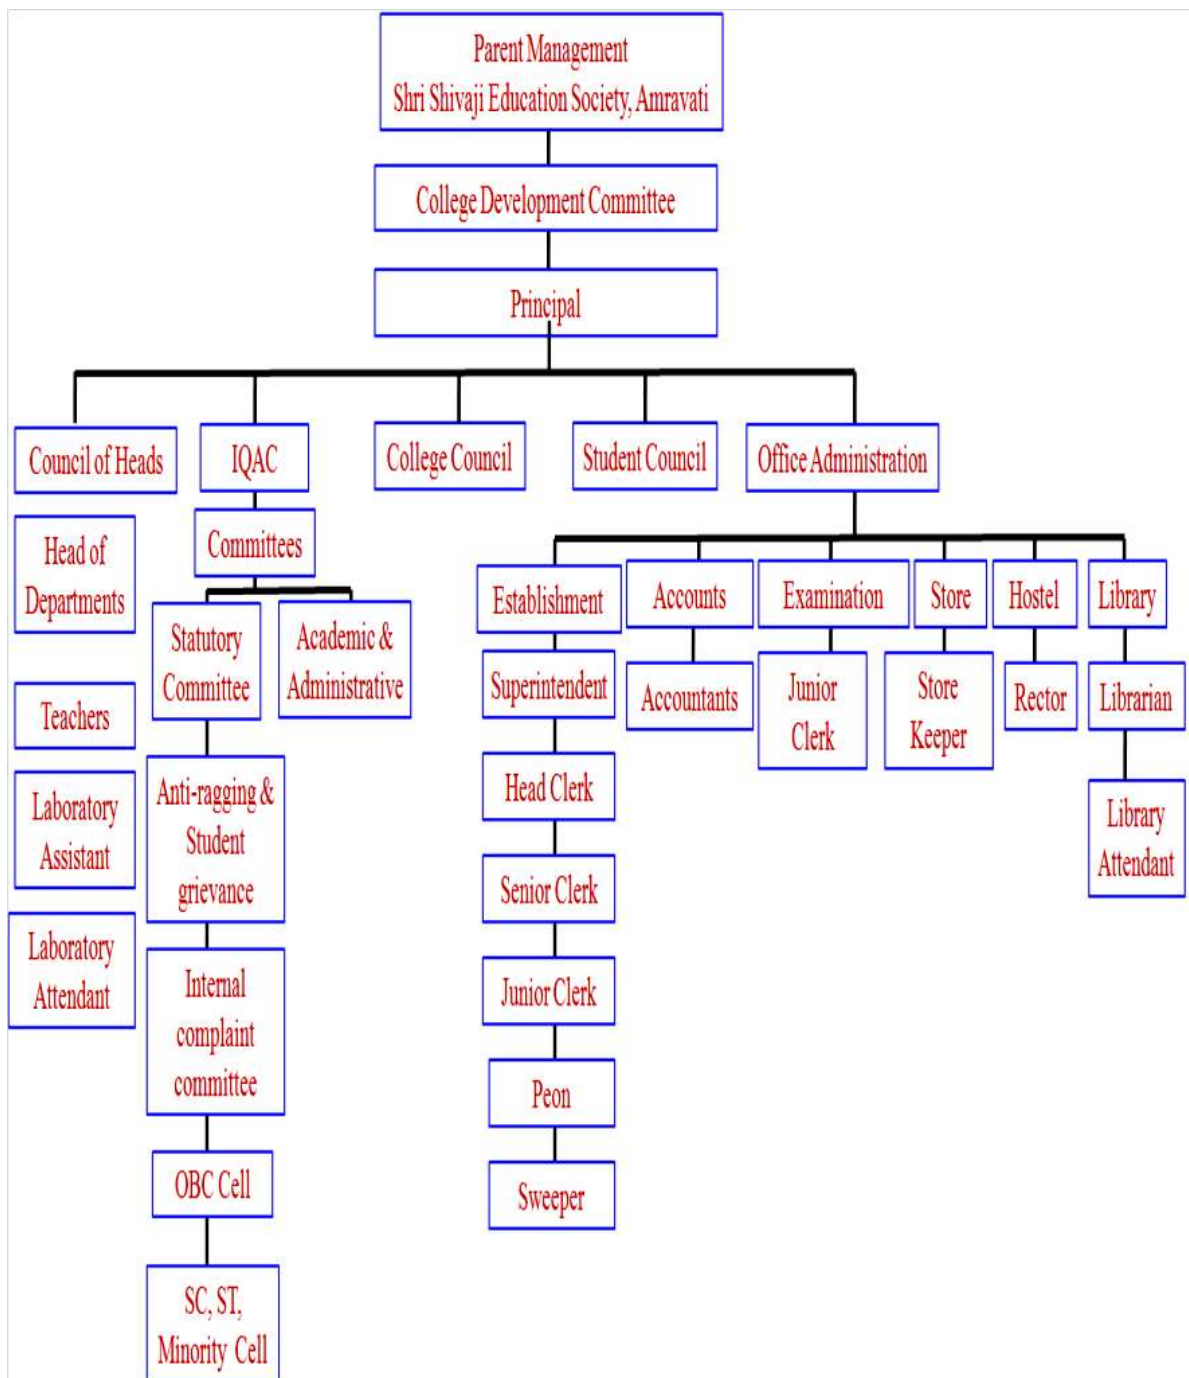 Parent Management
Shri Shivaji Education Society, Amravati
College Development Committee
Principal
Council of Heads
IQAC
College Council
Student Council
Office Administration
Head of
Departments
Committees
Statutory
Committee
Academic &
Administrative
Establishment
Accounts
Examination
Store
Hostel
Library
Superintendent
Accountants
Junior
Clerk
Store
Keeper
Rector
Librarian
Teachers
Laboratory
Assistant
Laboratory
Attendant
Anti-ragging &
Student
grievance
Internal
complaint
committee
OBC Cell
SC, ST,
Minority Cell
Head Clerk
Senior Clerk
Junior Clerk
Peon
Sweeper
Library
Attendant